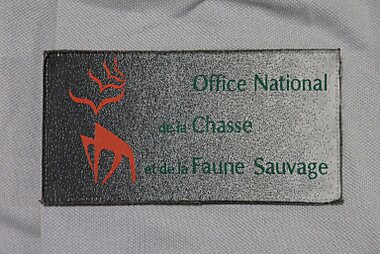 Office National
de la Chasse
et de la Faune Sauvage